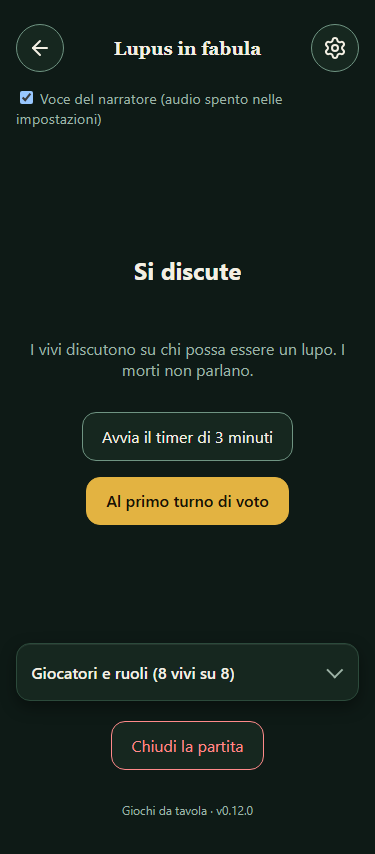 Lupus in fabula
Voce del narratore (audio spento nelle
impostazioni)
Si discute
I vivi discutono su chi possa essere un lupo. I
morti non parlano.
Avvia il timer di 3 minuti
Al primo turno di voto
Giocatori e ruoli (8 vivi su 8)
Chiudi la partita
Giochi da tavola · v0.12.0